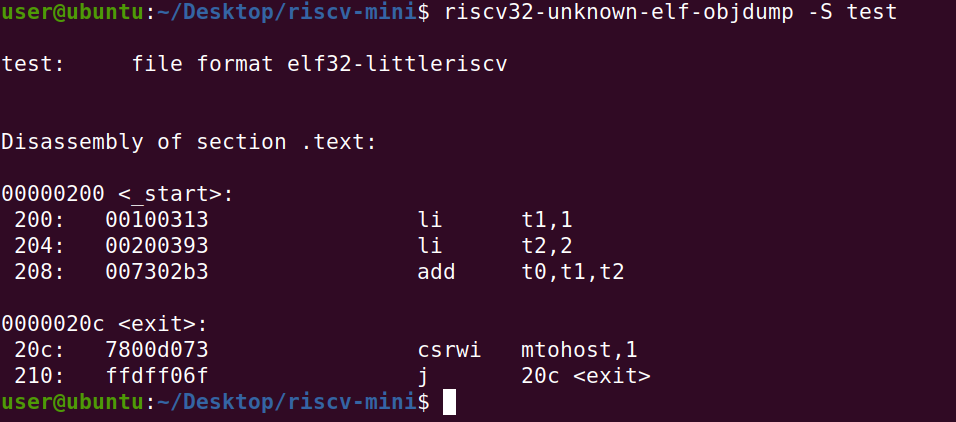 user@ubuntu:~/Desktop/riscv-mini$ riscv32-unknown-elf-objdump -S test
test:     file format elf32-littleriscv
Disassembly of section .text:
00000200 <_start>:
 200:   00100313                li      t1,1
 204:   00200393                li      t2,2
 208:   007302b3                add     t0,t1,t2
0000020c <exit>:
 20c:   7800d073                csrwi   mtohost,1
 210:   ffdff06f                j       20c <exit>
user@ubuntu:~/Desktop/riscv-mini$